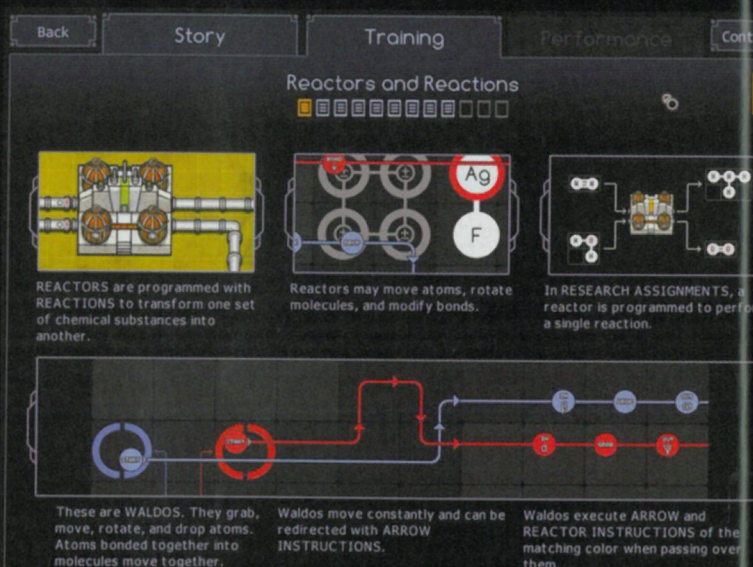 Back
Story
Training
Performance
Cont
Reactors and Reactions
Ag
F
REACTORS are programmed with
REACTIONS to transform one set
of chemical substances into
another.
Reactors may move atoms, rotate
molecules, and modify bonds.
In RESEARCH ASSIGNMENTS, a
reactor is programmed to perfo
a single reaction.
These are WALDOS. They grab,
move, rotate, and drop atoms.
Atoms bonded together into
molecules move together.
Waldos move constantly and can be
redirected with ARROW
INSTRUCTIONS.
Waldos execute ARROW and
REACTOR INSTRUCTIONS of the
matching color when passing over
them.